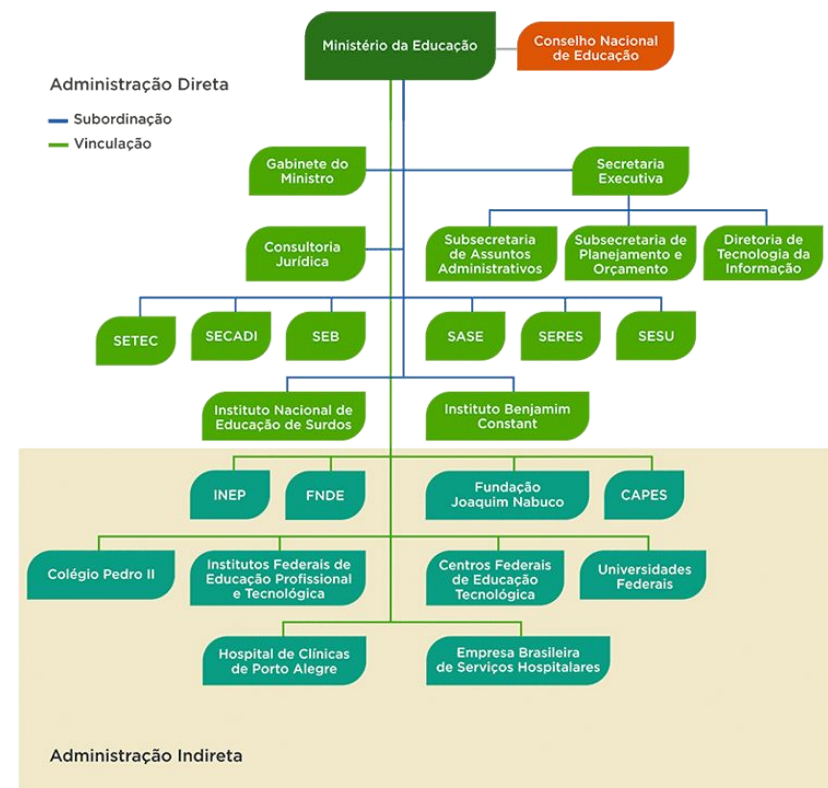 Ministério da Educação
Conselho Nacional
de Educação
Administração Direta
Subordinação
Vinculação
Gabinete do
Ministro
Secretaria
Executiva
Consultoria
Jurídica
Subsecretaria
de Assuntos
Administrativos
Subsecretaria de
Planejamento e
Orçamento
Diretoria de
Tecnologia da
Informação
SETEC
SECADI
SEB
SASE
SERES
SESU
Instituto Nacional de
Educação de Surdos
Instituto Benjamim
Constant
INEP
FNDE
Fundação
Joaquim Nabuco
CAPES
Colégio Pedro II
Institutos Federais de
Educação Profissional
e Tecnológica
Centros Federais
de Educação
Tecnológica
Universidades
Federais
Hospital de Clínicas
de Porto Alegre
Empresa Brasileira
de Serviços Hospitalares
Administração Indireta